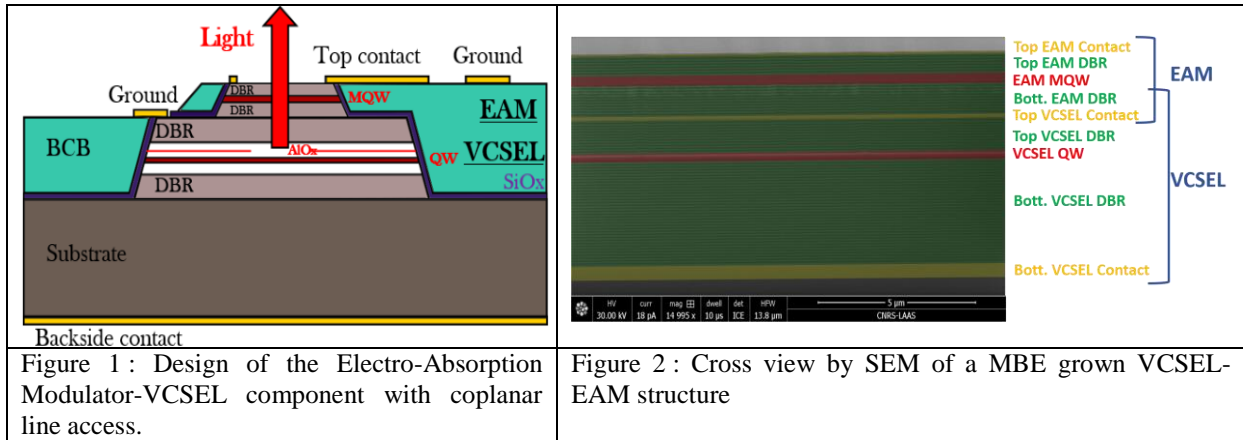 Light
Top contact
Ground
Ground
DBR
MQW
DBR
EAM
DBR
BCB
AlOx
VCSEL
QW
SiOx
DBR
Substrate
Backside contact
Top EAM Contact
Top EAM DBR
EAM MQW
EAM
Bott. EAM DBR
Top VCSEL Contact
Top VCSEL DBR
VCSEL QW
VCSEL
Bott. VCSEL DBR
Bott. VCSEL Contact
HV curr mag dwell det HFW 5 µm
30.00 kV 18 pA 14 995 x 10 µs ICE 13.8 µm CNRS-LAAS
Figure 1 : Design of the Electro-Absorption
Modulator-VCSEL component with coplanar
line access.
Figure 2 : Cross view by SEM of a MBE grown VCSEL-
EAM structure